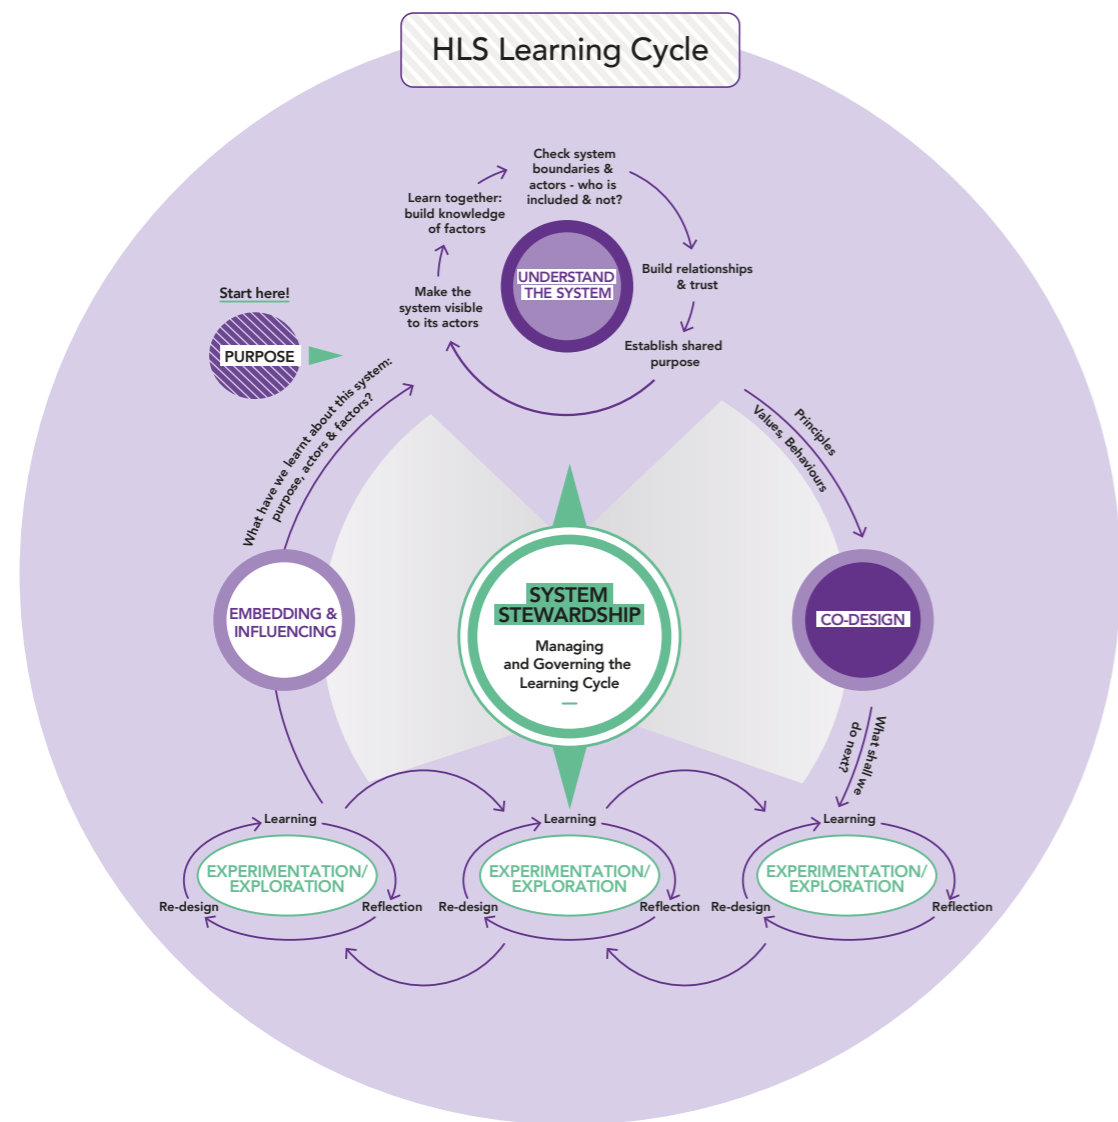 HLS Learning Cycle
Check system
boundaries &
actors - who is
included & not?
Learn together:
build knowledge
of factors
UNDERSTAND
THE SYSTEM
Build relationships
& trust
Make the
system visible
to its actors
Establish shared
purpose
Start here!
PURPOSE
What have we learnt about this system:
purpose, actors & factors?
Principles
Values, Behaviours
EMBEDDING &
INFLUENCING
SYSTEM
STEWARDSHIP
Managing
and Governing the
Learning Cycle
CO-DESIGN
What shall we
do next?
Learning
EXPERIMENTATION/
EXPLORATION
Re-design
Reflection
Learning
EXPERIMENTATION/
EXPLORATION
Re-design
Reflection
Learning
EXPERIMENTATION/
EXPLORATION
Re-design
Reflection